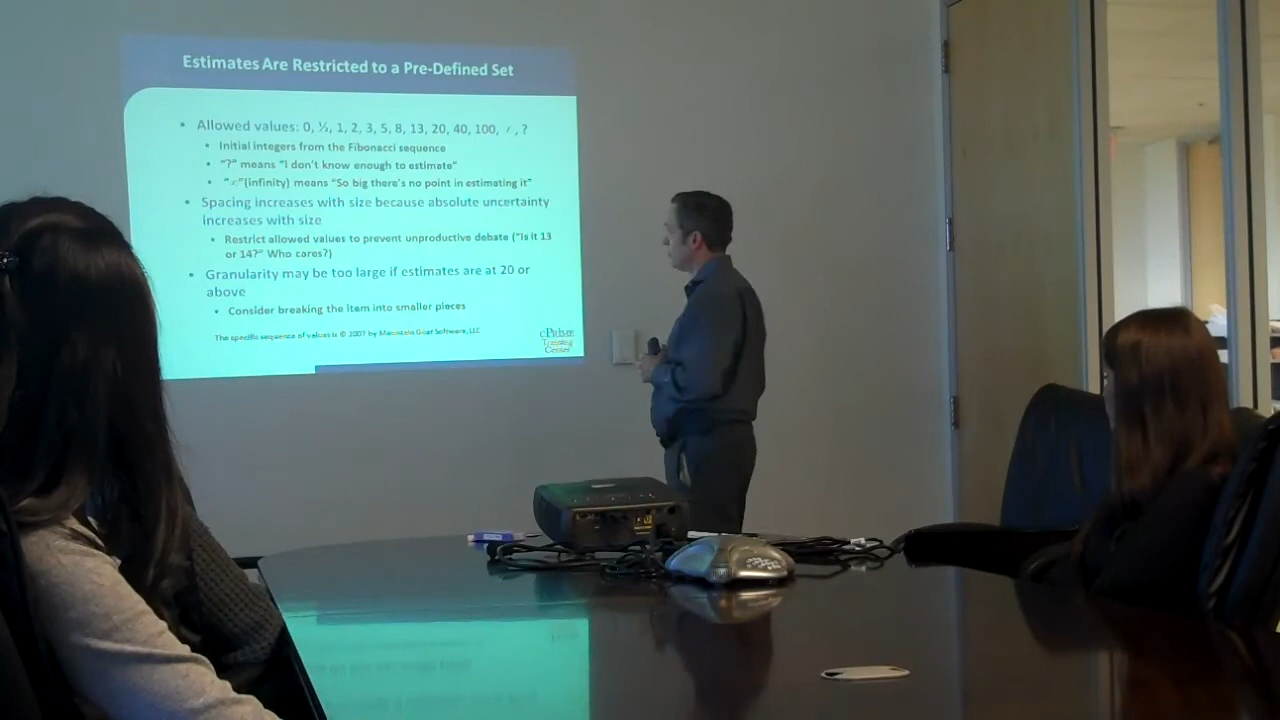 Estimates Are Restricted to a Pre-Defined Set
• Allowed values: 0, ½, 1, 2, 3, 5, 8, 13, 20, 40, 100, , ?
• Initial integers from the Fibonacci sequence
• "?" means "I don't know enough to estimate"
• " "(infinity) means "So big there's no point in estimating it"
• Spacing increases with size because absolute uncertainty
increases with size
• Restrict allowed values to prevent unproductive debate ("Is it 13
or 14?" Who cares?)
• Granularity may be too large if estimates are at 20 or
above
• Consider breaking the item into smaller pieces
The specific sequence of values is © 2007 by Mountain Goat Software, LLC
cPrime
Training
Center